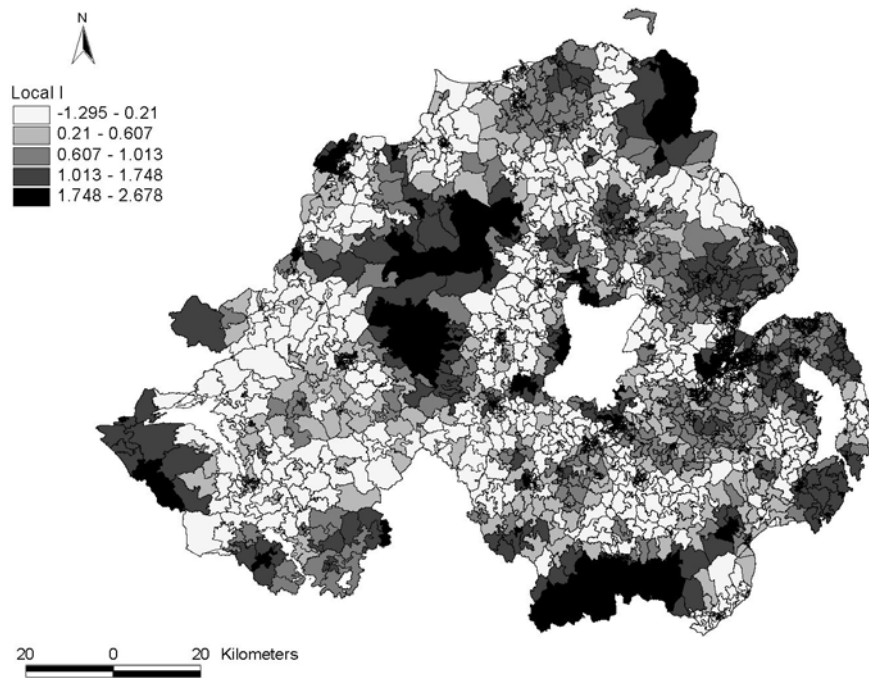 N
Local I
-1.295 - 0.21
0.21 - 0.607
0.607 - 1.013
1.013 - 1.748
1.748 - 2.678
20 0 20 Kilometers